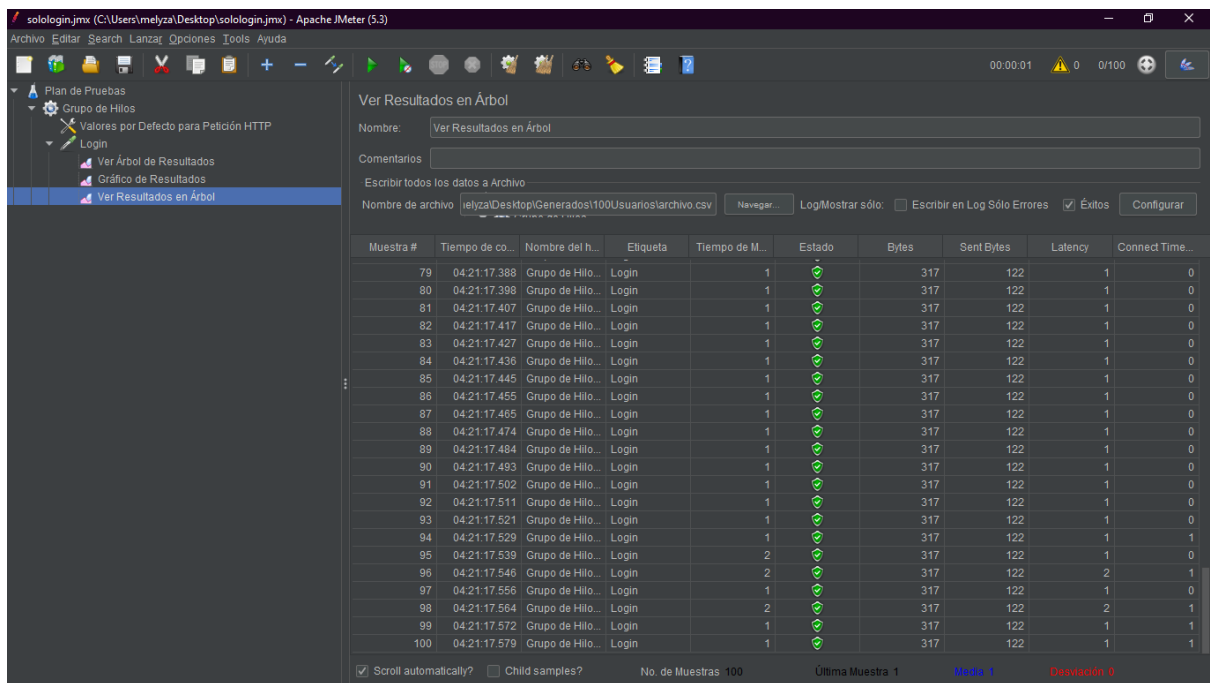 solologin.jmx (C:\Users\melyza\Desktop\solologin.jmx) - Apache JMeter (5.3)
Archivo Editar Search Lanzar Opciones Tools Ayuda
00:00:01 0 0/100
Plan de Pruebas
Grupo de Hilos
Valores por Defecto para Petición HTTP
Login
Ver Árbol de Resultados
Gráfico de Resultados
Ver Resultados en Árbol
Ver Resultados en Árbol
Nombre: Ver Resultados en Árbol
Comentarios
Escribir todos los datos a Archivo
Nombre de archivo ielyza\Desktop\Generados\100Usuarios\archivo.csv Navegar... Log/Mostrar sólo: Escribir en Log Sólo Errores Éxitos Configurar
Muestra # Tiempo de co... Nombre del h... Etiqueta Tiempo de M... Estado Bytes Sent Bytes Latency Connect Time...
79 04:21:17.388 Grupo de Hilo... Login 1 317 122 1 0
80 04:21:17.398 Grupo de Hilo... Login 1 317 122 1 0
81 04:21:17.407 Grupo de Hilo... Login 1 317 122 1 0
82 04:21:17.417 Grupo de Hilo... Login 1 317 122 1 0
83 04:21:17.427 Grupo de Hilo... Login 1 317 122 1 0
84 04:21:17.436 Grupo de Hilo... Login 1 317 122 1 0
85 04:21:17.445 Grupo de Hilo... Login 1 317 122 1 0
86 04:21:17.455 Grupo de Hilo... Login 1 317 122 1 0
87 04:21:17.465 Grupo de Hilo... Login 1 317 122 1 0
88 04:21:17.474 Grupo de Hilo... Login 1 317 122 1 0
89 04:21:17.484 Grupo de Hilo... Login 1 317 122 1 0
90 04:21:17.493 Grupo de Hilo... Login 1 317 122 1 0
91 04:21:17.502 Grupo de Hilo... Login 1 317 122 1 0
92 04:21:17.511 Grupo de Hilo... Login 1 317 122 1 0
93 04:21:17.521 Grupo de Hilo... Login 1 317 122 1 0
94 04:21:17.529 Grupo de Hilo... Login 1 317 122 1 1
95 04:21:17.539 Grupo de Hilo... Login 2 317 122 1 0
96 04:21:17.546 Grupo de Hilo... Login 2 317 122 2 1
97 04:21:17.556 Grupo de Hilo... Login 1 317 122 1 0
98 04:21:17.564 Grupo de Hilo... Login 2 317 122 2 1
99 04:21:17.572 Grupo de Hilo... Login 1 317 122 1 1
100 04:21:17.579 Grupo de Hilo... Login 1 317 122 1 1
Scroll automatically? Child samples? No. de Muestras 100 Última Muestra 1 Media 1 Desviación 0